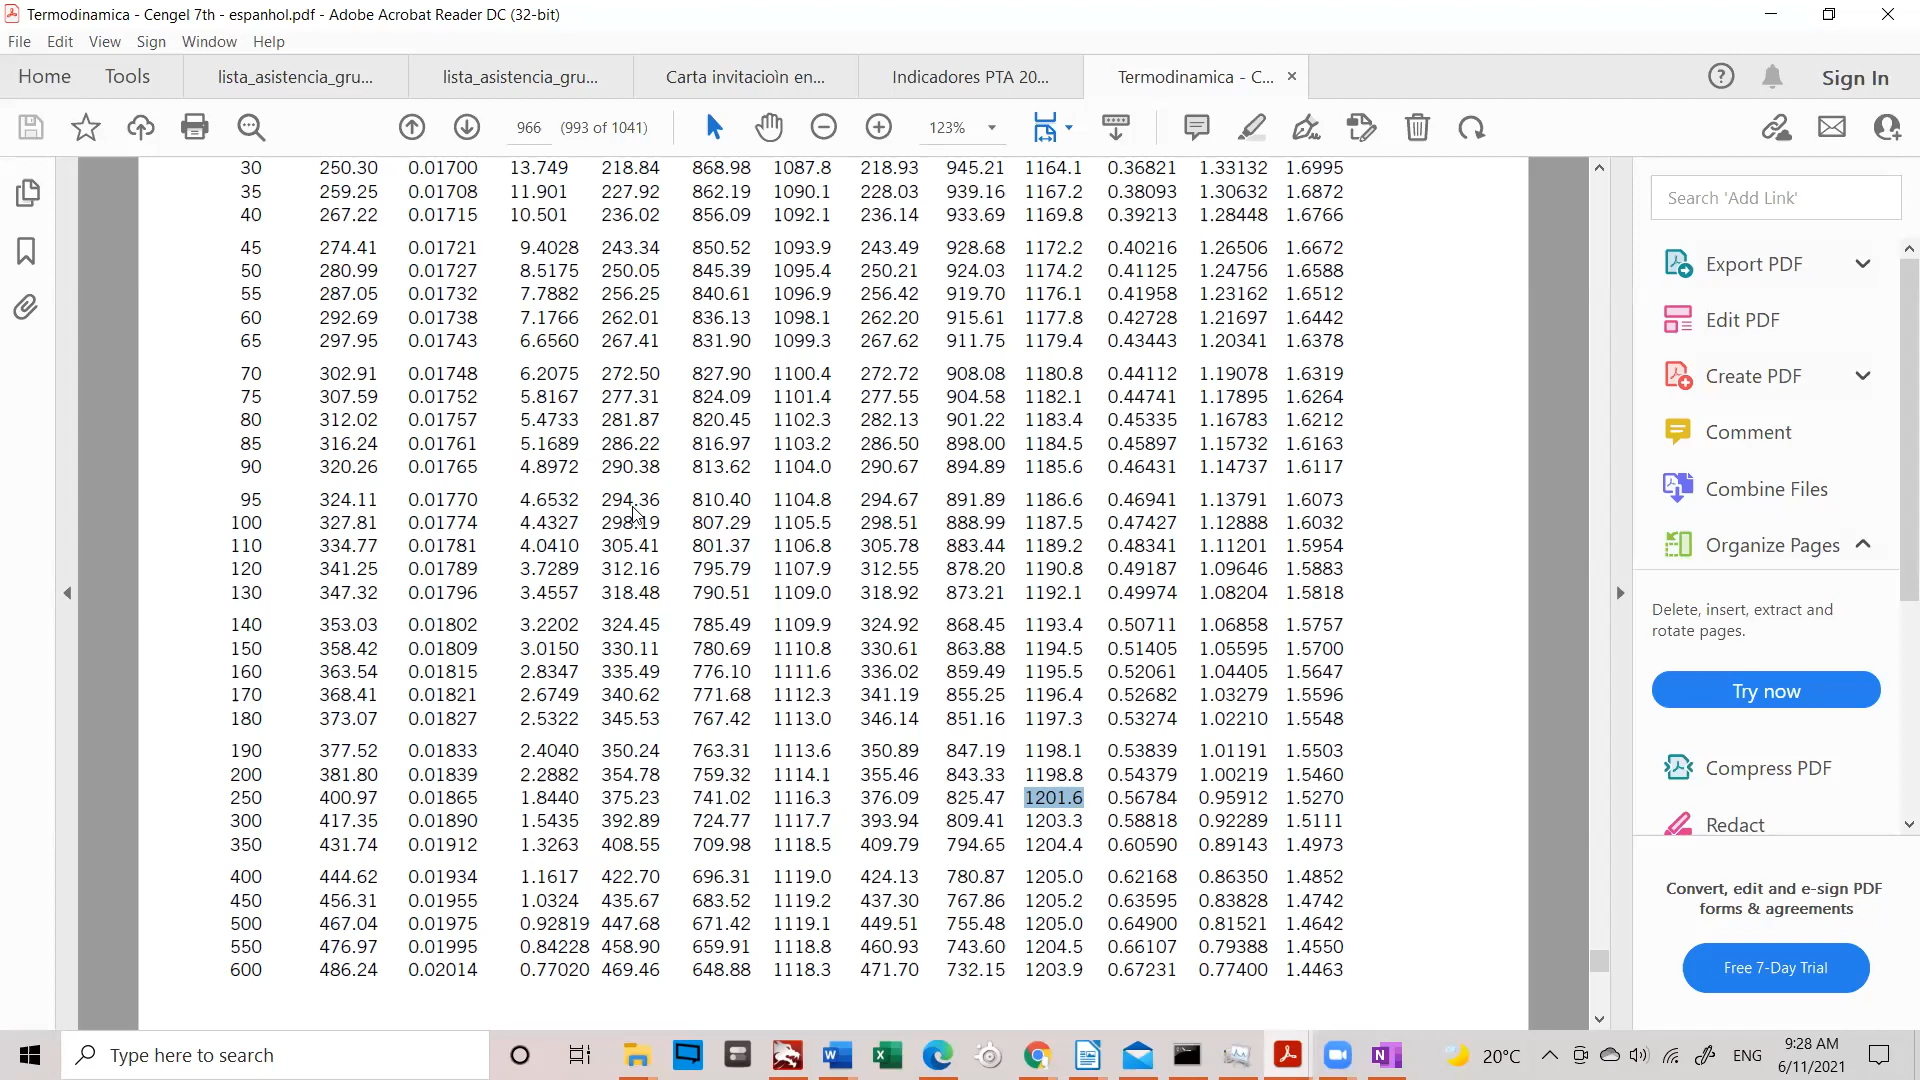 Termodinamica - Cengel 7th - espanhol.pdf - Adobe Acrobat Reader DC (32-bit)
File Edit View Sign Window Help
Home Tools lista_asistencia_gru... lista_asistencia_gru... Carta invitacioìn en... Indicadores PTA 20... Termodinamica - C... Sign In
966 (993 of 1041) 123%
30 250.30 0.01700 13.749 218.84 868.98 1087.8 218.93 945.21 1164.1 0.36821 1.33132 1.6995
35 259.25 0.01708 11.901 227.92 862.19 1090.1 228.03 939.16 1167.2 0.38093 1.30632 1.6872
40 267.22 0.01715 10.501 236.02 856.09 1092.1 236.14 933.69 1169.8 0.39213 1.28448 1.6766
45 274.41 0.01721 9.4028 243.34 850.52 1093.9 243.49 928.68 1172.2 0.40216 1.26506 1.6672
50 280.99 0.01727 8.5175 250.05 845.39 1095.4 250.21 924.03 1174.2 0.41125 1.24756 1.6588
55 287.05 0.01732 7.7882 256.25 840.61 1096.9 256.42 919.70 1176.1 0.41958 1.23162 1.6512
60 292.69 0.01738 7.1766 262.01 836.13 1098.1 262.20 915.61 1177.8 0.42728 1.21697 1.6442
65 297.95 0.01743 6.6560 267.41 831.90 1099.3 267.62 911.75 1179.4 0.43443 1.20341 1.6378
70 302.91 0.01748 6.2075 272.50 827.90 1100.4 272.72 908.08 1180.8 0.44112 1.19078 1.6319
75 307.59 0.01752 5.8167 277.31 824.09 1101.4 277.55 904.58 1182.1 0.44741 1.17895 1.6264
80 312.02 0.01757 5.4733 281.87 820.45 1102.3 282.13 901.22 1183.4 0.45335 1.16783 1.6212
85 316.24 0.01761 5.1689 286.22 816.97 1103.2 286.50 898.00 1184.5 0.45897 1.15732 1.6163
90 320.26 0.01765 4.8972 290.38 813.62 1104.0 290.67 894.89 1185.6 0.46431 1.14737 1.6117
95 324.11 0.01770 4.6532 294.36 810.40 1104.8 294.67 891.89 1186.6 0.46941 1.13791 1.6073
100 327.81 0.01774 4.4327 298.19 807.29 1105.5 298.51 888.99 1187.5 0.47427 1.12888 1.6032
110 334.77 0.01781 4.0410 305.41 801.37 1106.8 305.78 883.44 1189.2 0.48341 1.11201 1.5954
120 341.25 0.01789 3.7289 312.16 795.79 1107.9 312.55 878.20 1190.8 0.49187 1.09646 1.5883
130 347.32 0.01796 3.4557 318.48 790.51 1109.0 318.92 873.21 1192.1 0.49974 1.08204 1.5818
140 353.03 0.01802 3.2202 324.45 785.49 1109.9 324.92 868.45 1193.4 0.50711 1.06858 1.5757
150 358.42 0.01809 3.0150 330.11 780.69 1110.8 330.61 863.88 1194.5 0.51405 1.05595 1.5700
160 363.54 0.01815 2.8347 335.49 776.10 1111.6 336.02 859.49 1195.5 0.52061 1.04405 1.5647
170 368.41 0.01821 2.6749 340.62 771.68 1112.3 341.19 855.25 1196.4 0.52682 1.03279 1.5596
180 373.07 0.01827 2.5322 345.53 767.42 1113.0 346.14 851.16 1197.3 0.53274 1.02210 1.5548
190 377.52 0.01833 2.4040 350.24 763.31 1113.6 350.89 847.19 1198.1 0.53839 1.01191 1.5503
200 381.80 0.01839 2.2882 354.78 759.32 1114.1 355.46 843.33 1198.8 0.54379 1.00219 1.5460
250 400.97 0.01865 1.8440 375.23 741.02 1116.3 376.09 825.47 1201.6 0.56784 0.95912 1.5270
300 417.35 0.01890 1.5435 392.89 724.77 1117.7 393.94 809.41 1203.3 0.58818 0.92289 1.5111
350 431.74 0.01912 1.3263 408.55 709.98 1118.5 409.79 794.65 1204.4 0.60590 0.89143 1.4973
400 444.62 0.01934 1.1617 422.70 696.31 1119.0 424.13 780.87 1205.0 0.62168 0.86350 1.4852
450 456.31 0.01955 1.0324 435.67 683.52 1119.2 437.30 767.86 1205.2 0.63595 0.83828 1.4742
500 467.04 0.01975 0.92819 447.68 671.42 1119.1 449.51 755.48 1205.0 0.64900 0.81521 1.4642
550 476.97 0.01995 0.84228 458.90 659.91 1118.8 460.93 743.60 1204.5 0.66107 0.79388 1.4550
600 486.24 0.02014 0.77020 469.46 648.88 1118.3 471.70 732.15 1203.9 0.67231 0.77400 1.4463
Search 'Add Link'
Export PDF
Edit PDF
Create PDF
Comment
Combine Files
Organize Pages
Delete, insert, extract and
rotate pages.
Try now
Compress PDF
Redact
Convert, edit and e-sign PDF
forms & agreements
Free 7-Day Trial
Type here to search
20°C ENG
9:28 AM
6/11/2021